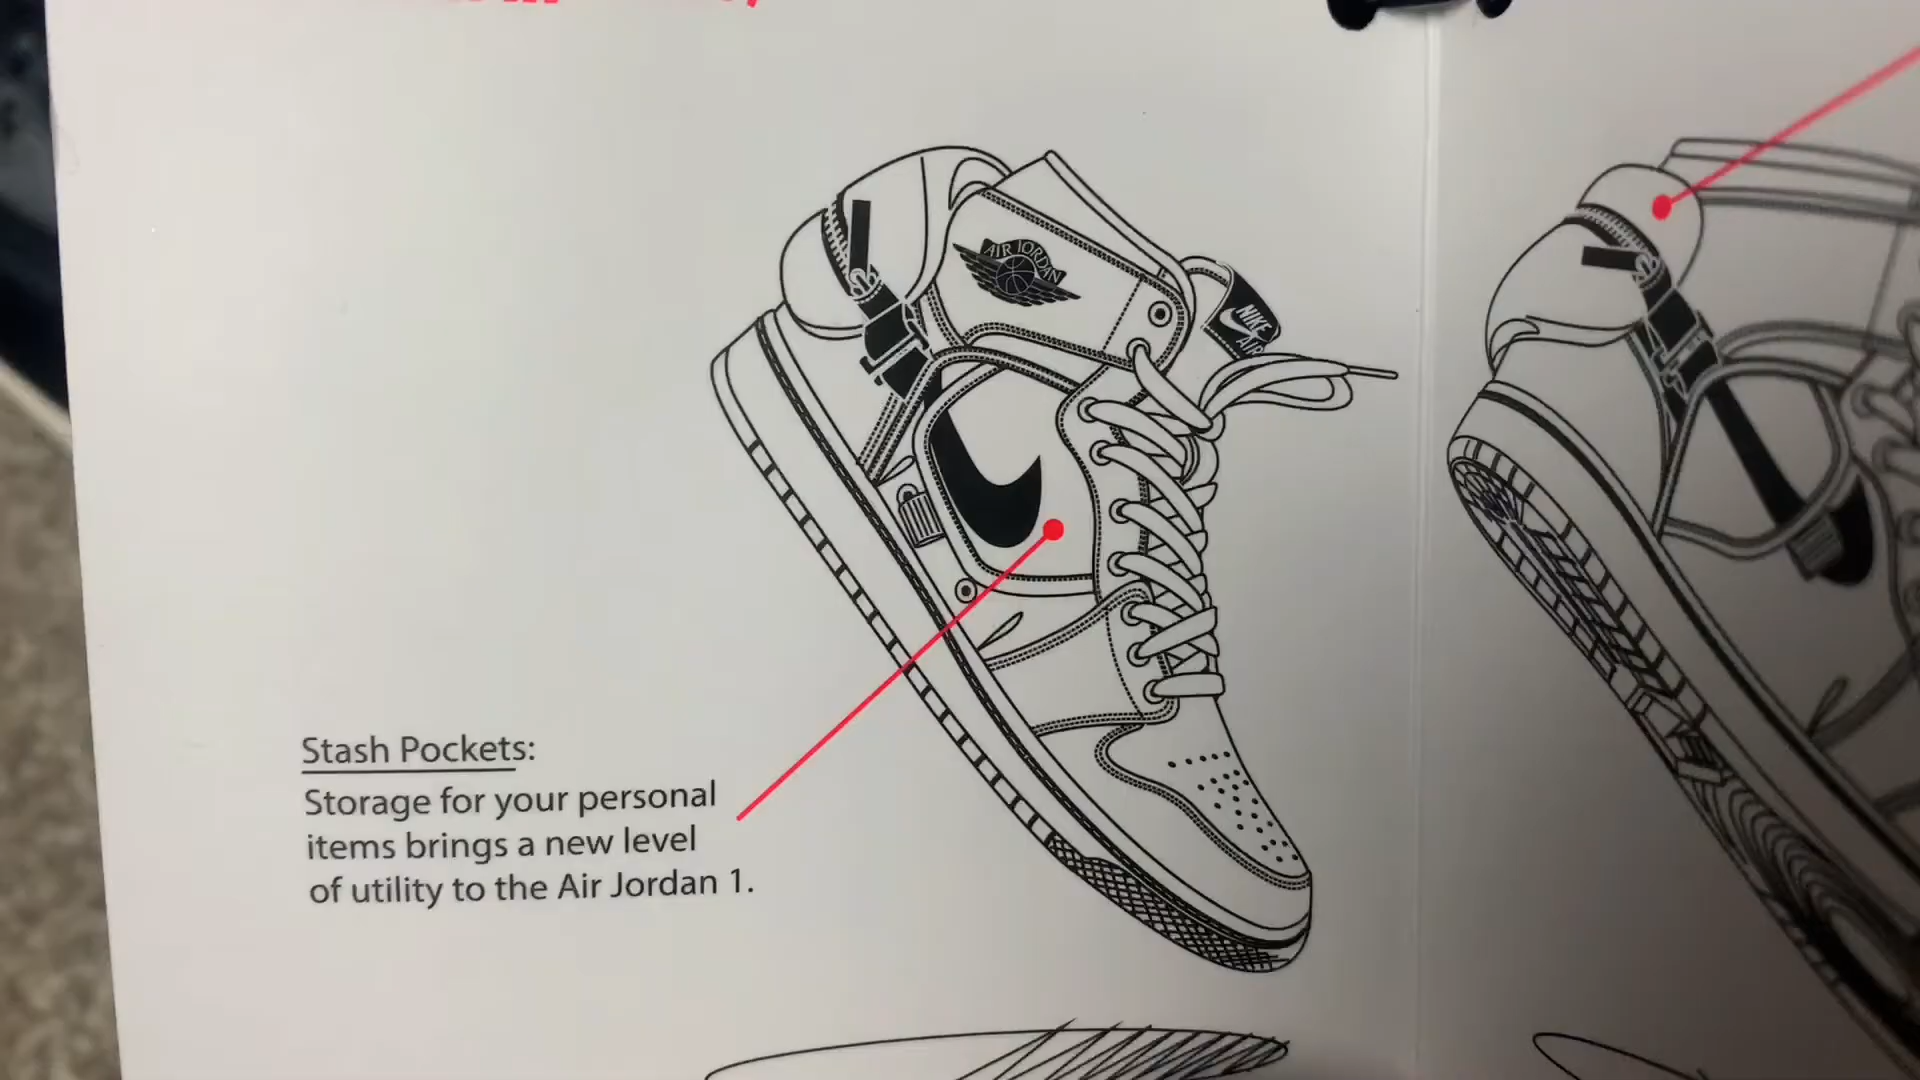 AIR JORDAN
NIKE
AIR
Stash Pockets:
Storage for your personal
items brings a new level
of utility to the Air Jordan 1.